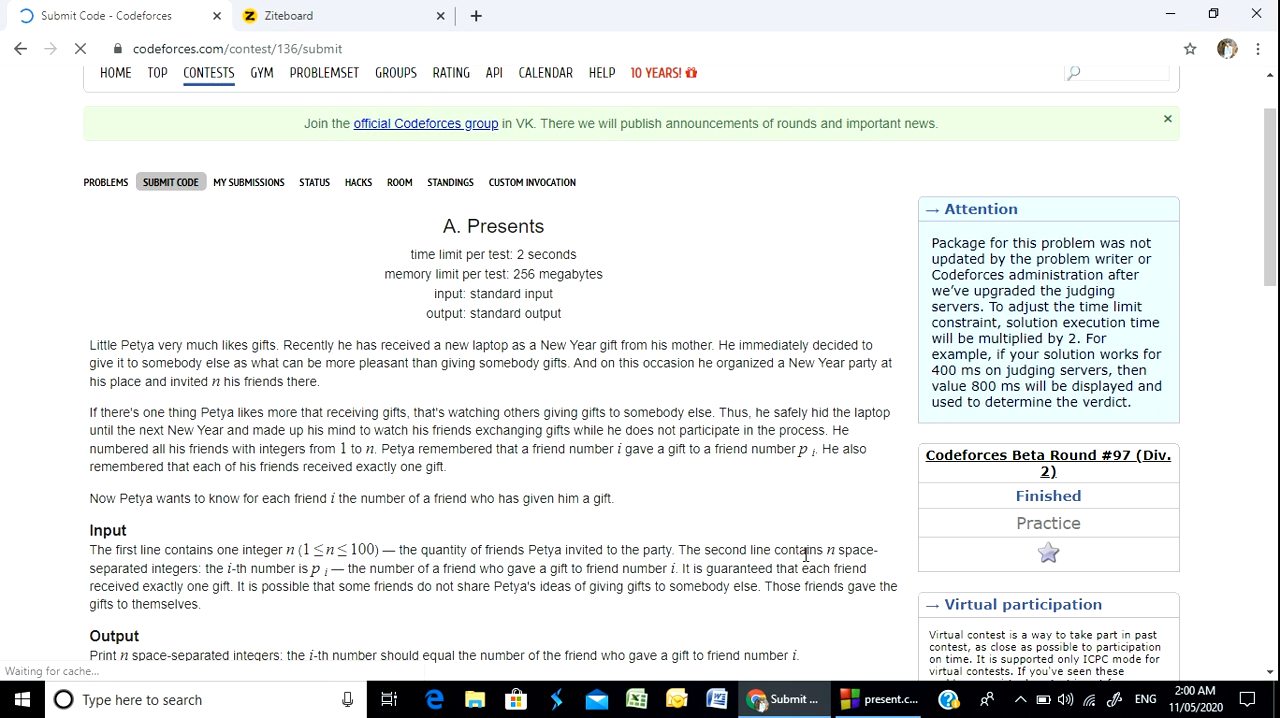 Submit Code - Codeforces
Ziteboard
codeforces.com/contest/136/submit
HOME TOP CONTESTS GYM PROBLEMSET GROUPS RATING API CALENDAR HELP 10 YEARS!
Join the official Codeforces group in VK. There we will publish announcements of rounds and important news.
PROBLEMS SUBMIT CODE MY SUBMISSIONS STATUS HACKS ROOM STANDINGS CUSTOM INVOCATION
A. Presents
time limit per test: 2 seconds
memory limit per test: 256 megabytes
input: standard input
output: standard output
Little Petya very much likes gifts. Recently he has received a new laptop as a New Year gift from his mother. He immediately decided to
give it to somebody else as what can be more pleasant than giving somebody gifts. And on this occasion he organized a New Year party at
his place and invited n his friends there.
If there's one thing Petya likes more that receiving gifts, that's watching others giving gifts to somebody else. Thus, he safely hid the laptop
until the next New Year and made up his mind to watch his friends exchanging gifts while he does not participate in the process. He
numbered all his friends with integers from 1 to n. Petya remembered that a friend number i gave a gift to a friend number p i. He also
remembered that each of his friends received exactly one gift.
Now Petya wants to know for each friend i the number of a friend who has given him a gift.
Input
The first line contains one integer n (1 ≤ n ≤ 100) — the quantity of friends Petya invited to the party. The second line contains n space-
separated integers: the i-th number is p i — the number of a friend who gave a gift to friend number i. It is guaranteed that each friend
received exactly one gift. It is possible that some friends do not share Petya's ideas of giving gifts to somebody else. Those friends gave the
gifts to themselves.
Output
Print n space-separated integers: the i-th number should equal the number of the friend who gave a gift to friend number i.
→ Attention
Package for this problem was not
updated by the problem writer or
Codeforces administration after
we've upgraded the judging
servers. To adjust the time limit
constraint, solution execution time
will be multiplied by 2. For
example, if your solution works for
400 ms on judging servers, then
value 800 ms will be displayed and
used to determine the verdict.
Codeforces Beta Round #97 (Div.
2)
Finished
Practice
→ Virtual participation
Virtual contest is a way to take part in past
contest, as close as possible to participation
on time. It is supported only ICPC mode for
virtual contests. If you've seen these
Waiting for cache...
Type here to search
Submit ...
present.c...
ENG
2:00 AM
11/05/2020